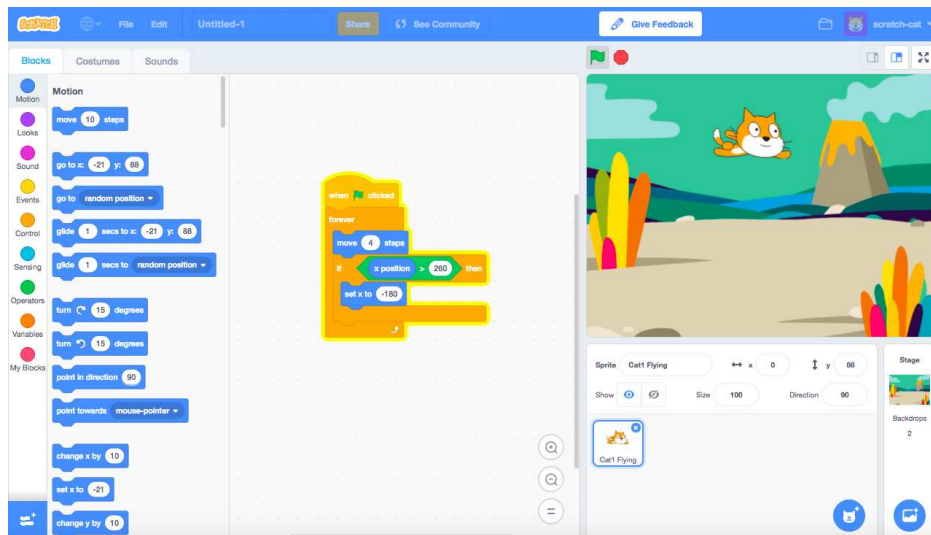 SCRATCH File Edit Untitled-1 Share See Community Give Feedback scratch-cat
Blocks Costumes Sounds
Motion
Looks
Sound
Events
Control
Sensing
Operators
Variables
My Blocks
Motion
move 10 steps
go to x: -21 y: 88
go to random position
glide 1 secs to x: -21 y: 88
glide 1 secs to random position
turn 15 degrees
turn 15 degrees
point in direction 90
point towards mouse-pointer
change x by 10
set x to -21
change y by 10
when clicked
forever
move 4 steps
if x position > 260 then
set x to -180
Sprite Cat1 Flying x 0 y 88
Show Size 100 Direction 90
Cat1 Flying
Stage
Backdrops
2